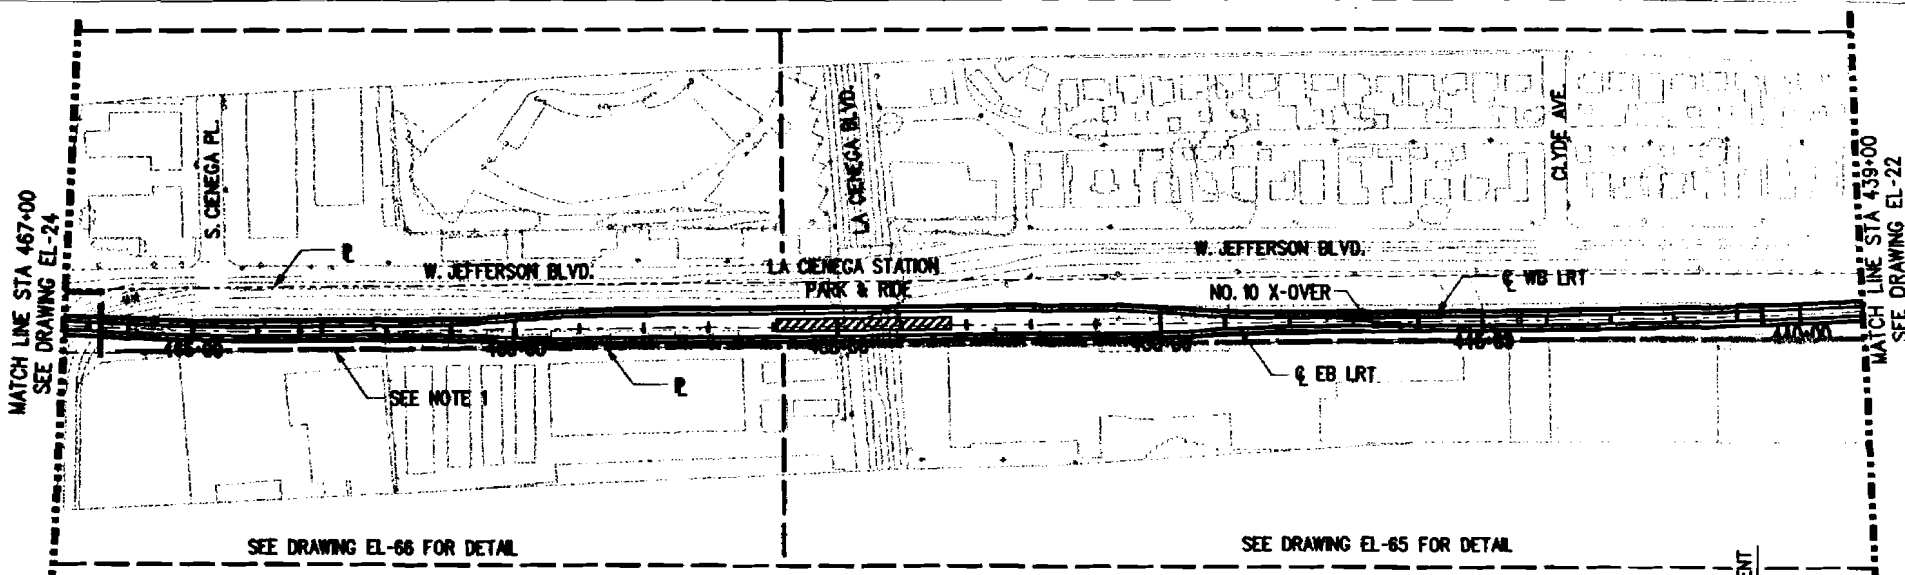 MATCH LINE STA 467+00
SEE DRAWING EL-24
S. CIENEGA PL.
LA CIENEGA BLVD.
CLYDE AVE.
MATCH LINE STA 439+00
SEE DRAWING EL-22
PL
W. JEFFERSON BLVD.
LA CIENEGA STATION
PARK & RIDE
W. JEFFERSON BLVD.
NO. 10 X-OVER
℄ WB LRT
440+00
SEE NOTE 1
PL
℄ EB LRT
SEE DRAWING EL-66 FOR DETAIL
SEE DRAWING EL-65 FOR DETAIL